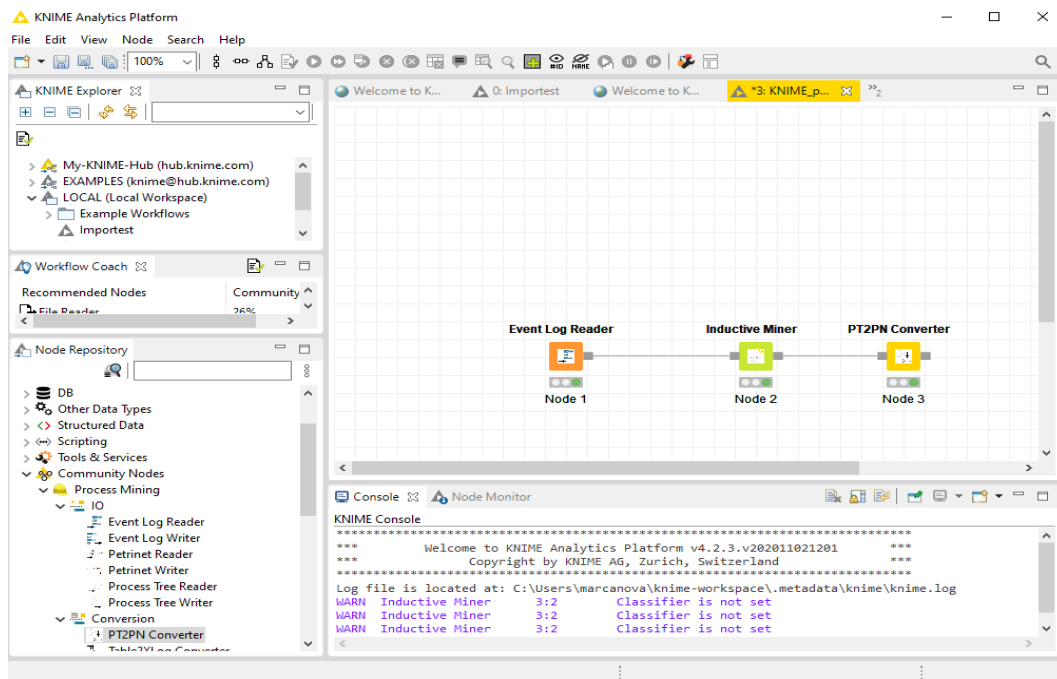 KNIME Analytics Platform
File Edit View Node Search Help
100%
#ID NAME
KNIME Explorer
My-KNIME-Hub (hub.knime.com)
EXAMPLES (knime@hub.knime.com)
LOCAL (Local Workspace)
Example Workflows
Importest
Workflow Coach
Recommended Nodes Community
File Reader 26%
Node Repository
DB
Other Data Types
Structured Data
Scripting
Tools & Services
Community Nodes
Process Mining
IO
Event Log Reader
Event Log Writer
Petrinet Reader
Petrinet Writer
Process Tree Reader
Process Tree Writer
Conversion
PT2PN Converter
Table2XLog Converter
Welcome to K... 0: Importest Welcome to K... *3: KNIME_p... »2
Event Log Reader Inductive Miner PT2PN Converter
Node 1 Node 2 Node 3
Console Node Monitor
KNIME Console
***********************************************************************
*** Welcome to KNIME Analytics Platform v4.2.3.v202011021201 ***
*** Copyright by KNIME AG, Zurich, Switzerland ***
***********************************************************************
Log file is located at: C:\Users\marcanova\knime-workspace\.metadata\knime\knime.log
WARN Inductive Miner 3:2 Classifier is not set
WARN Inductive Miner 3:2 Classifier is not set
WARN Inductive Miner 3:2 Classifier is not set